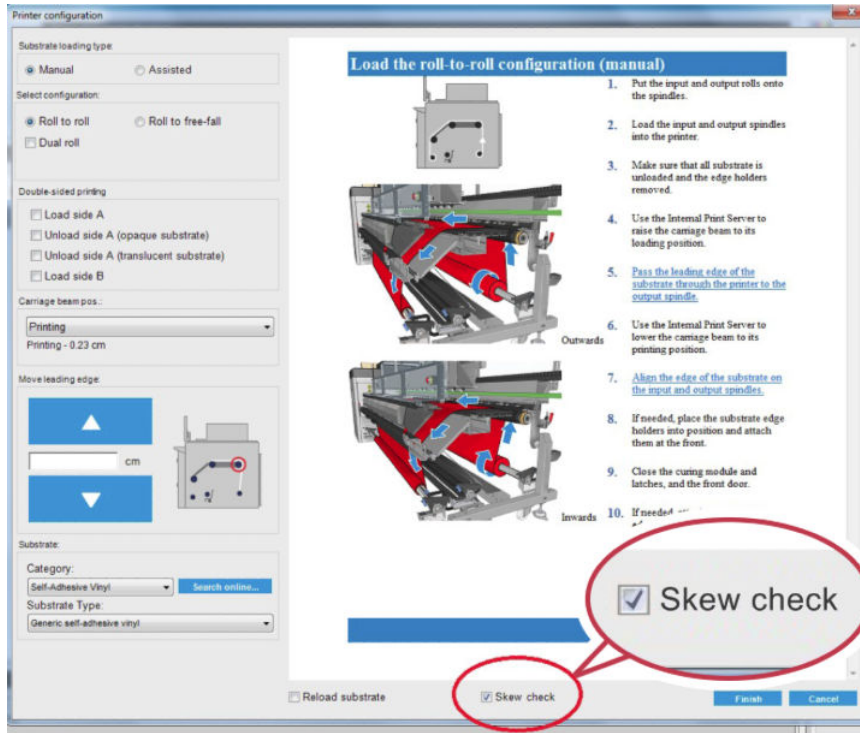 Printer configuration
Substrate loading type:
Manual
Assisted
Select configuration:
Roll to roll
Roll to free-fall
Dual roll
Double-sided printing
Load side A
Unload side A (opaque substrate)
Unload side A (translucent substrate)
Load side B
Carriage beam pos.:
Printing
Printing - 0.23 cm
Move leading edge:
cm
Substrate:
Category:
Self-Adhesive Vinyl
Search online...
Substrate Type:
Generic self-adhesive vinyl
Load the roll-to-roll configuration (manual)
1. Put the input and output rolls onto
the spindles.
2. Load the input and output spindles
into the printer.
3. Make sure that all substrate is
unloaded and the edge holders
removed.
4. Use the Internal Print Server to
raise the carriage beam to its
loading position.
5. Pass the leading edge of the
substrate through the printer to the
output spindle.
Outwards
6. Use the Internal Print Server to
lower the carriage beam to its
printing position.
7. Align the edge of the substrate on
the input and output spindles.
8. If needed, place the substrate edge
holders into position and attach
them at the front.
9. Close the curing module and
latches, and the front door.
Inwards
10. If needed,
Skew check
Reload substrate
Skew check
Finish
Cancel